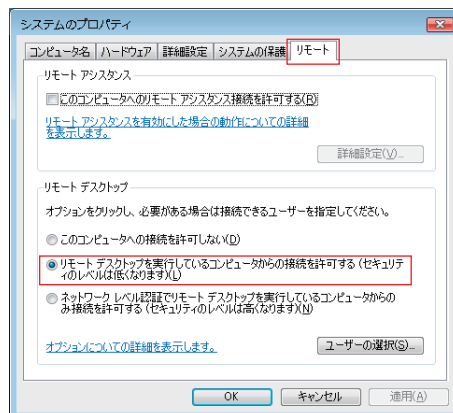 システムのプロパティ
コンピュータ名 ハードウェア 詳細設定 システムの保護 リモート
リモート アシスタンス
このコンピュータへのリモート アシスタンス接続を許可する(R)
リモート アシスタンスを有効にした場合の動作についての詳細
を表示します。
詳細設定(V)...
リモート デスクトップ
オプションをクリックし、必要がある場合は接続できるユーザーを指定してください。
このコンピュータへの接続を許可しない(D)
リモート デスクトップを実行しているコンピュータからの接続を許可する (セキュリテ
ィのレベルは低くなります)(L)
ネットワーク レベル認証でリモート デスクトップを実行しているコンピュータからの
み接続を許可する (セキュリティのレベルは高くなります)(N)
オプションについての詳細を表示します。
ユーザーの選択(S)...
OK キャンセル 適用(A)